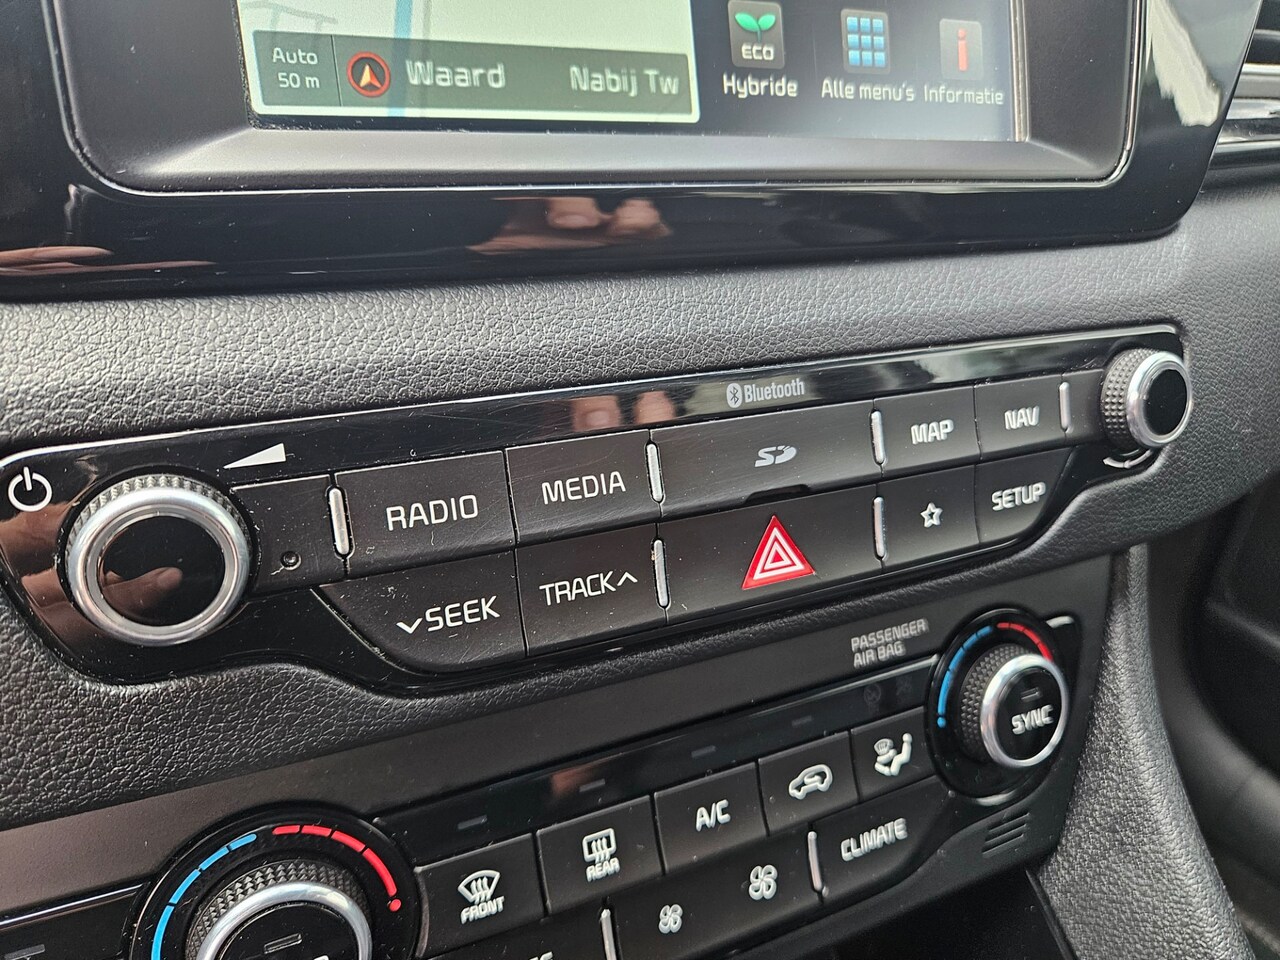 Auto
50 m
Waard
Nabij Tw
ECO
Hybride
Alle menu's
i
Informatie
Bluetooth
RADIO
MEDIA
SD
MAP
NAV
SEEK
TRACK
SETUP
PASSENGER
AIR BAG
SYNC
FRONT
REAR
A/C
CLIMATE